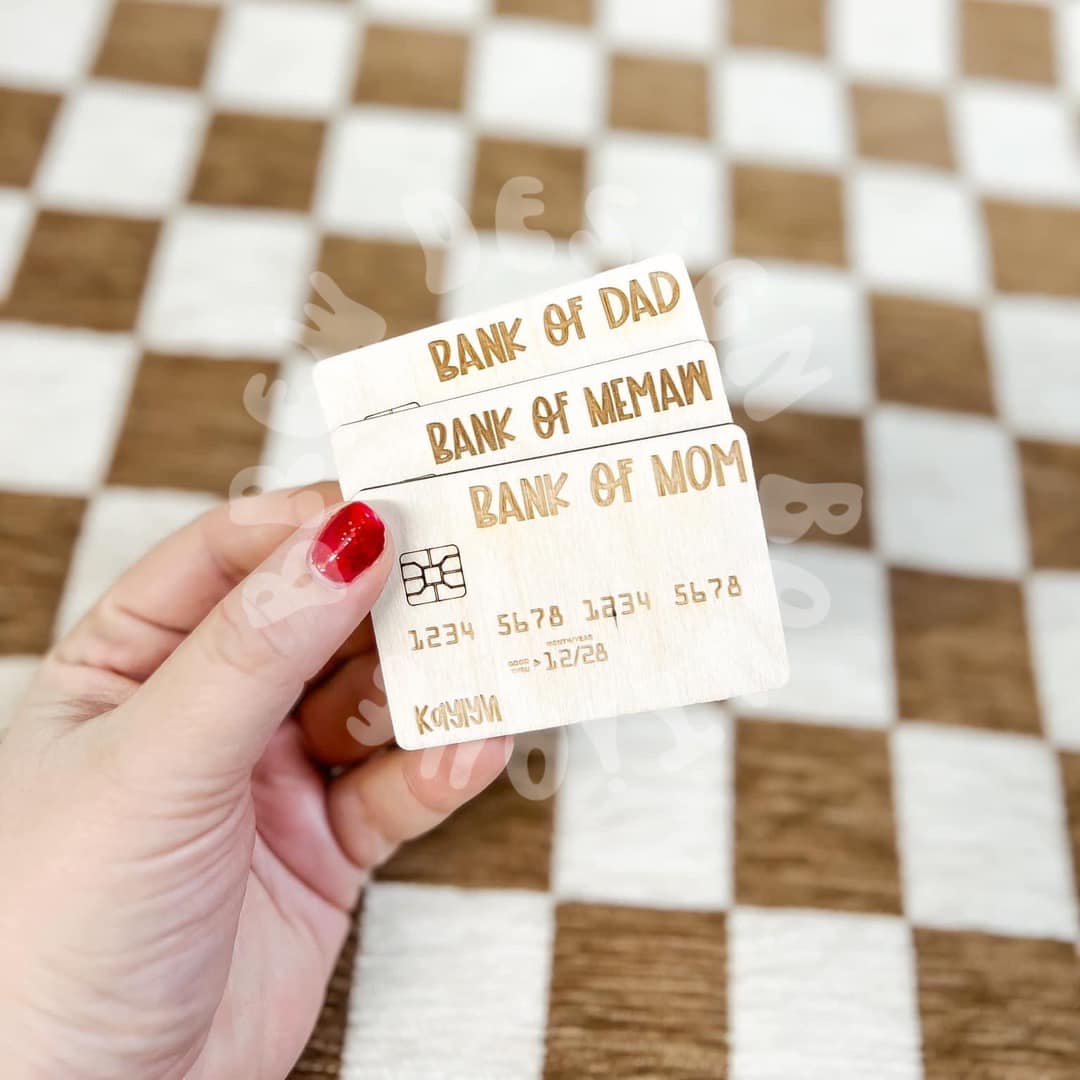 BANK OF DAD
BANK OF MEMAW
BANK OF MOM
1234 5678 1234 5678
MONTH/YEAR
GOOD
THRU
12/28
Kaylyn